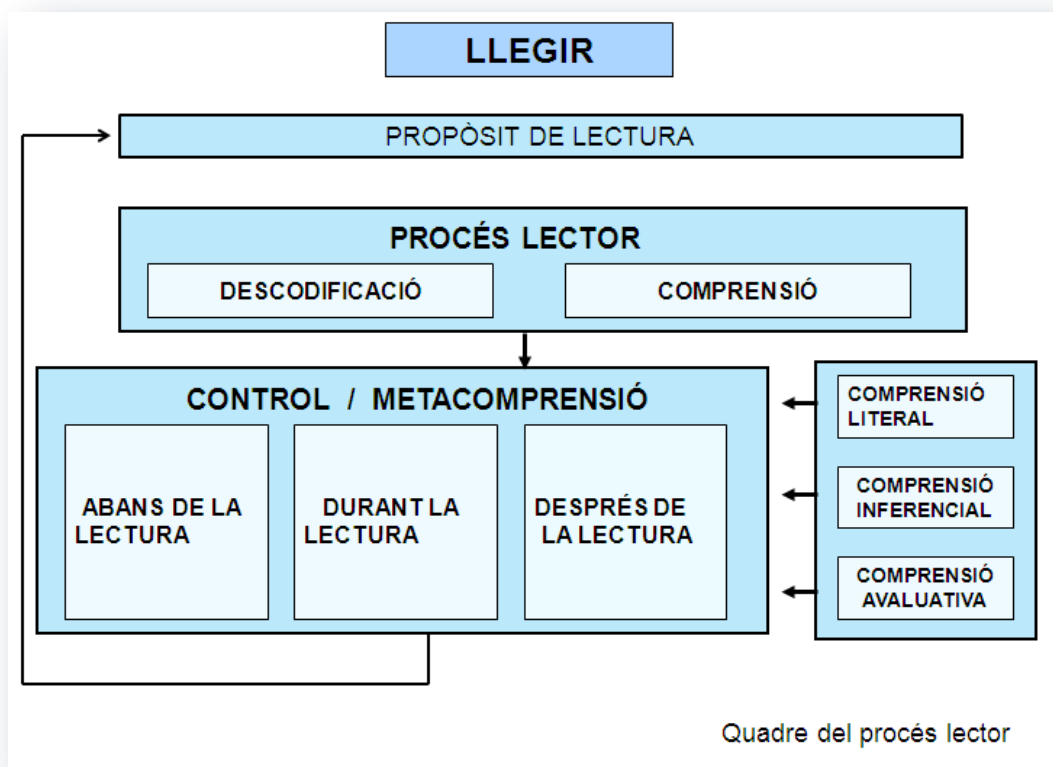 LLEGIR
PROPÒSIT DE LECTURA
PROCÉS LECTOR
DESCODIFICACIÓ
COMPRENSIÓ
CONTROL / METACOMPRENSIÓ
ABANS DE LA
LECTURA
DURANT LA
LECTURA
DESPRÉS DE
LA LECTURA
COMPRENSIÓ
LITERAL
COMPRENSIÓ
INFERENCIAL
COMPRENSIÓ
AVALUATIVA
Quadre del procés lector